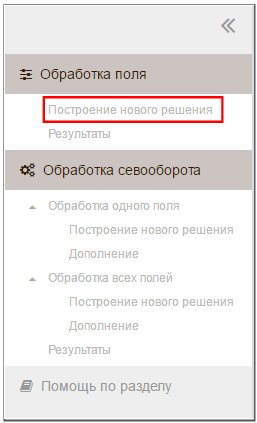 Обработка поля
Построение нового решения
Результаты
Обработка севооборота
Обработка одного поля
Построение нового решения
Дополнение
Обработка всех полей
Построение нового решения
Дополнение
Результаты
Помощь по разделу